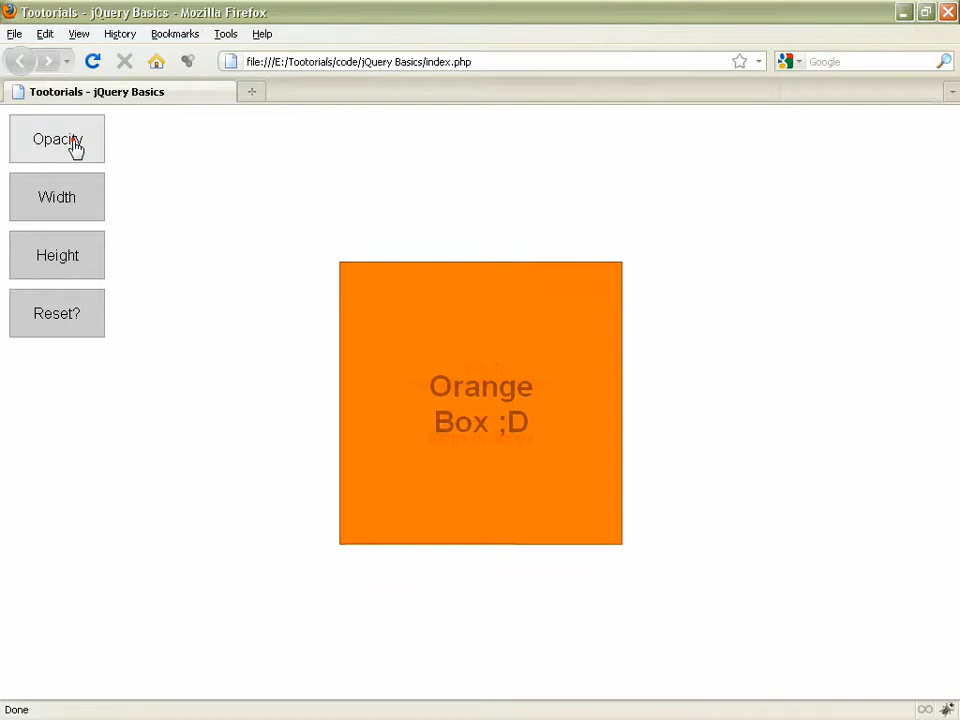 Tootorials - jQuery Basics - Mozilla Firefox
File Edit View History Bookmarks Tools Help
file:///E:/Tootorials/code/jQuery Basics/index.php
Google
Tootorials - jQuery Basics
Opacity
Width
Height
Reset?
Orange
Box ;D
Done